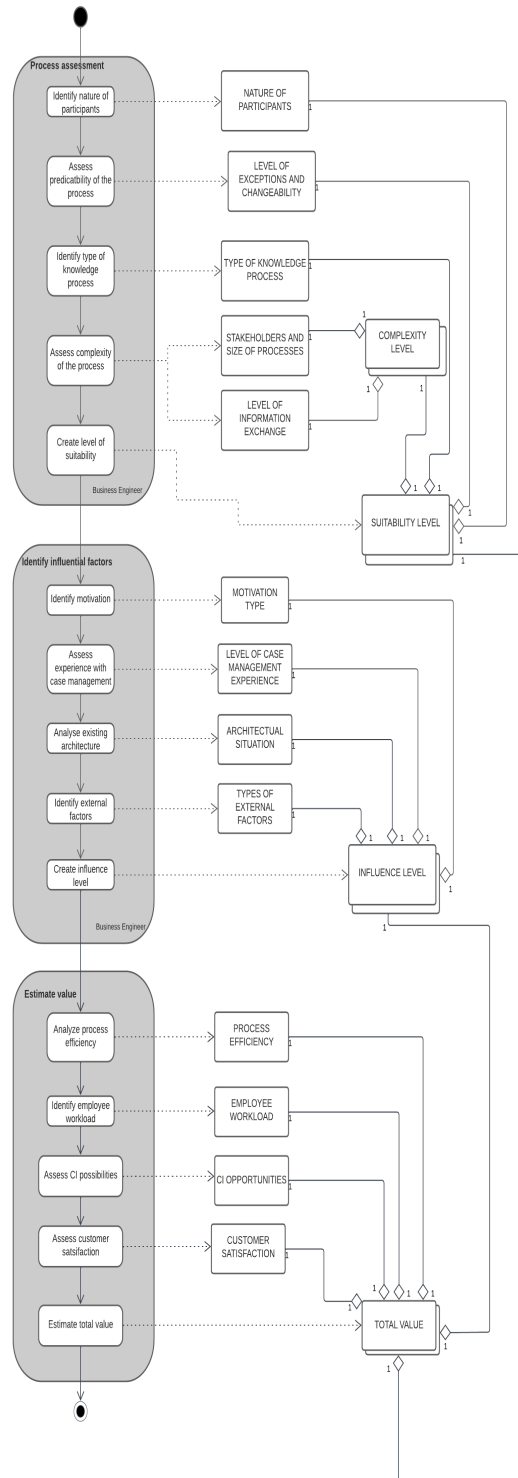 Process assessment
Identify nature of
participants
NATURE OF
PARTICIPANTS
1
Assess
predicatbility of the
process
LEVEL OF
EXCEPTIONS AND
CHANGEABILITY
1
Identify type of
knowledge
process
TYPE OF KNOWLEDGE
PROCESS
1
Assess complexity
of the process
STAKEHOLDERS AND
SIZE OF PROCESSES
1
1
COMPLEXITY
LEVEL
LEVEL OF
INFORMATION
EXCHANGE
1
1
1
Create level of
suitability
Business Engineer
1
1
SUITABILITY LEVEL
1
1
1
Identify influential factors
Identify motivation
MOTIVATION
TYPE
1
Assess
experience with
case management
LEVEL OF CASE
MANAGEMENT
EXPERIENCE
1
Analyse existing
architecture
ARCHITECTUAL
SITUATION
1
Identify external
factors
TYPES OF
EXTERNAL
FACTORS
1
1
1
1
Create influence
level
INFLUENCE LEVEL
1
1
Business Engineer
Estimate value
Analyze process
efficiency
PROCESS
EFFICIENCY
1
Identify employee
workload
EMPLOYEE
WORKLOAD
1
Assess CI possibilities
CI OPPORTUNITIES
1
Assess customer
satsifaction
CUSTOMER
SATISFACTION
1
1
1
1
1
Estimate total value
TOTAL VALUE
1
1